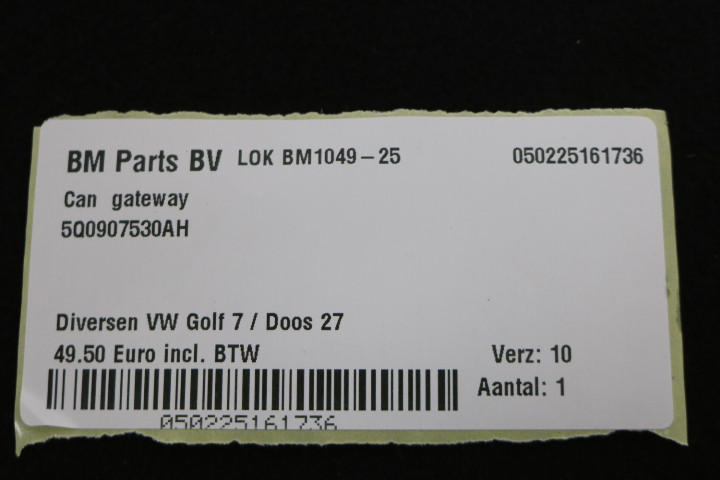 BM Parts BV LOK BM1049-25 050225161736
Can gateway
5Q0907530AH
Diversen VW Golf 7 / Doos 27
49.50 Euro incl. BTW Verz: 10
Aantal: 1
050225161736